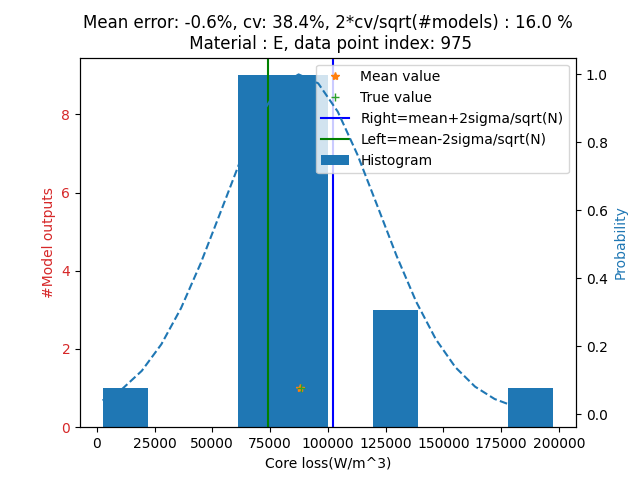 Mean error: -0.6%, cv: 38.4%, 2*cv/sqrt(#models) : 16.0 %
Material : E, data point index: 975
Mean value
True value
Right=mean+2sigma/sqrt(N)
Left=mean-2sigma/sqrt(N)
Histogram
#Model outputs
8
6
4
2
0
1.0
0.8
0.6
0.4
0.2
0.0
Probability
0 25000 50000 75000 100000 125000 150000 175000 200000
Core loss(W/m^3)